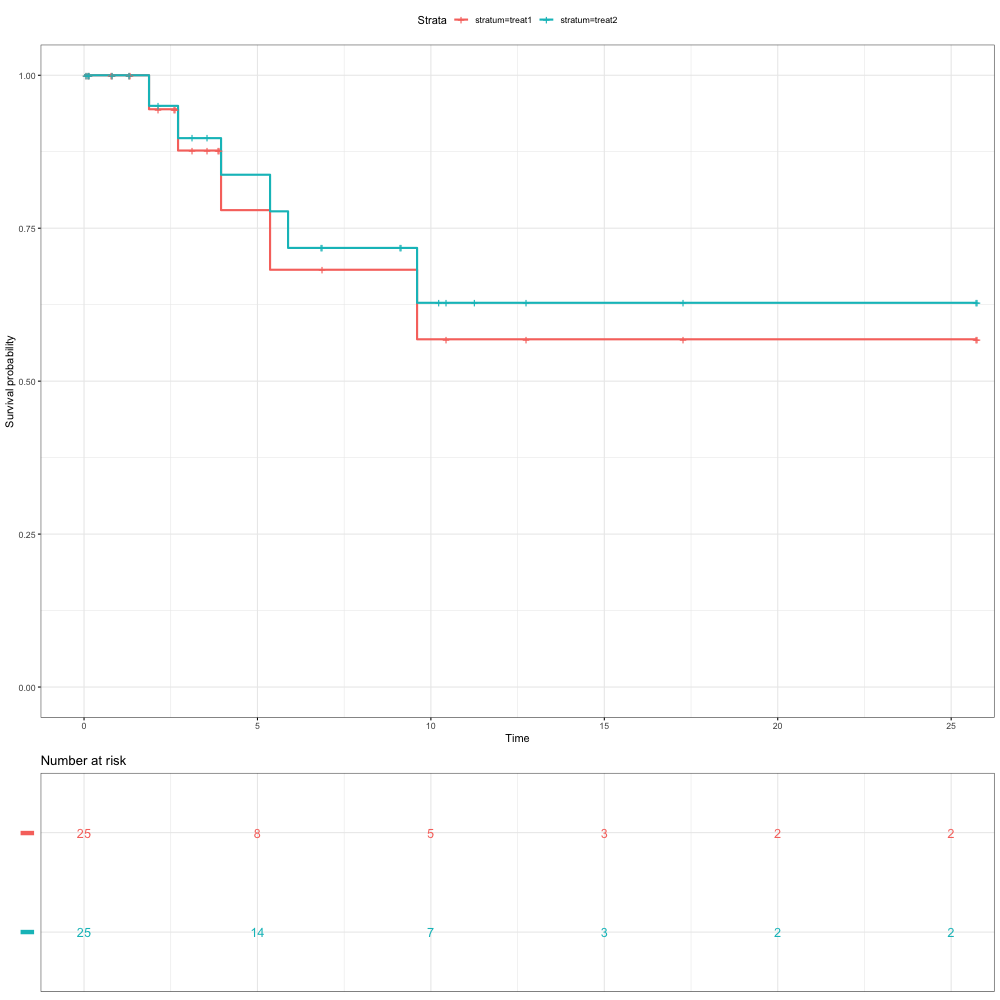 Strata stratum=treat1 stratum=treat2
Survival probability
1.00
0.75
0.50
0.25
0.00
0 5 10 15 20 25
Time
Number at risk
25 8 5 3 2 2
25 14 7 3 2 2